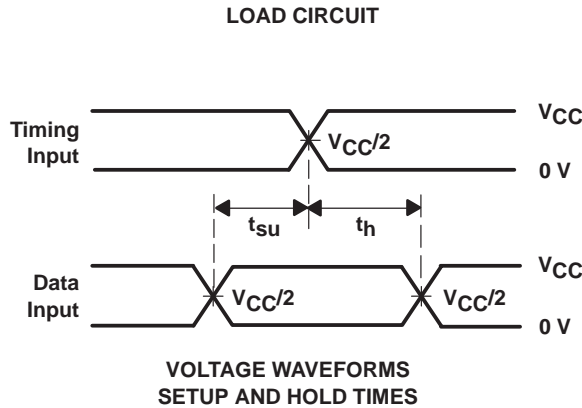 LOAD CIRCUIT
Timing
Input
VCC/2
VCC
0 V
tsu
th
Data
Input
VCC/2
VCC/2
VCC
0 V
VOLTAGE WAVEFORMS
SETUP AND HOLD TIMES